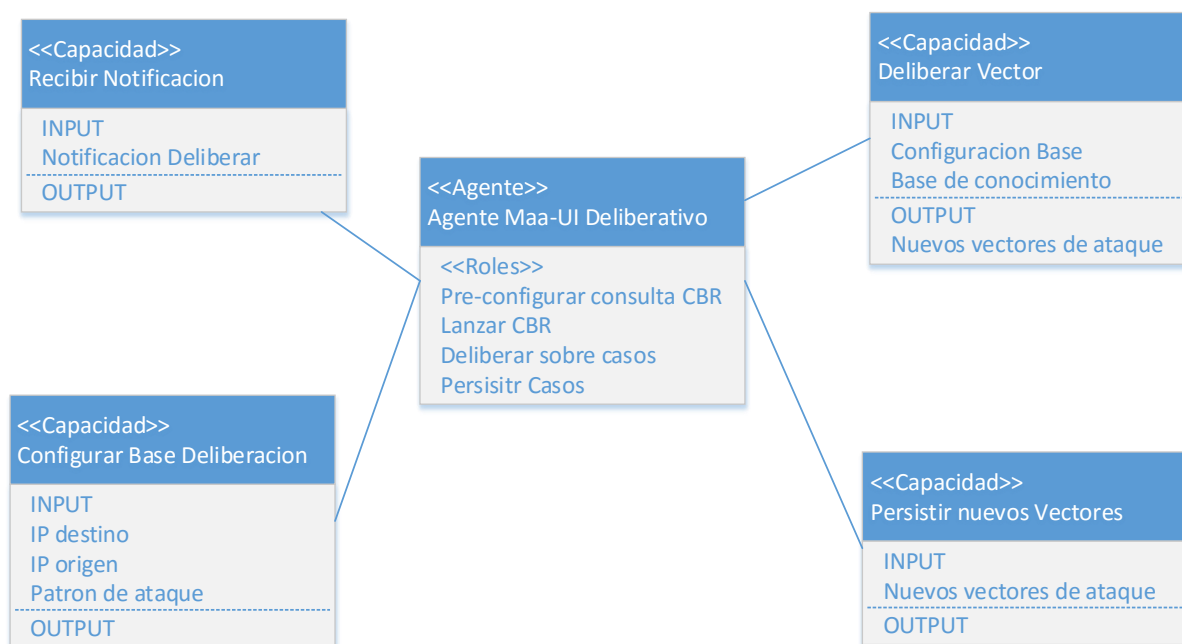 <<Capacidad>>
Recibir Notificacion
INPUT
Notificacion Deliberar
OUTPUT
<<Capacidad>>
Deliberar Vector
INPUT
Configuracion Base
Base de conocimiento
OUTPUT
Nuevos vectores de ataque
<<Agente>>
Agente Maa-UI Deliberativo
<<Roles>>
Pre-configurar consulta CBR
Lanzar CBR
Deliberar sobre casos
Persisitr Casos
<<Capacidad>>
Configurar Base Deliberacion
INPUT
IP destino
IP origen
Patron de ataque
OUTPUT
<<Capacidad>>
Persistir nuevos Vectores
INPUT
Nuevos vectores de ataque
OUTPUT